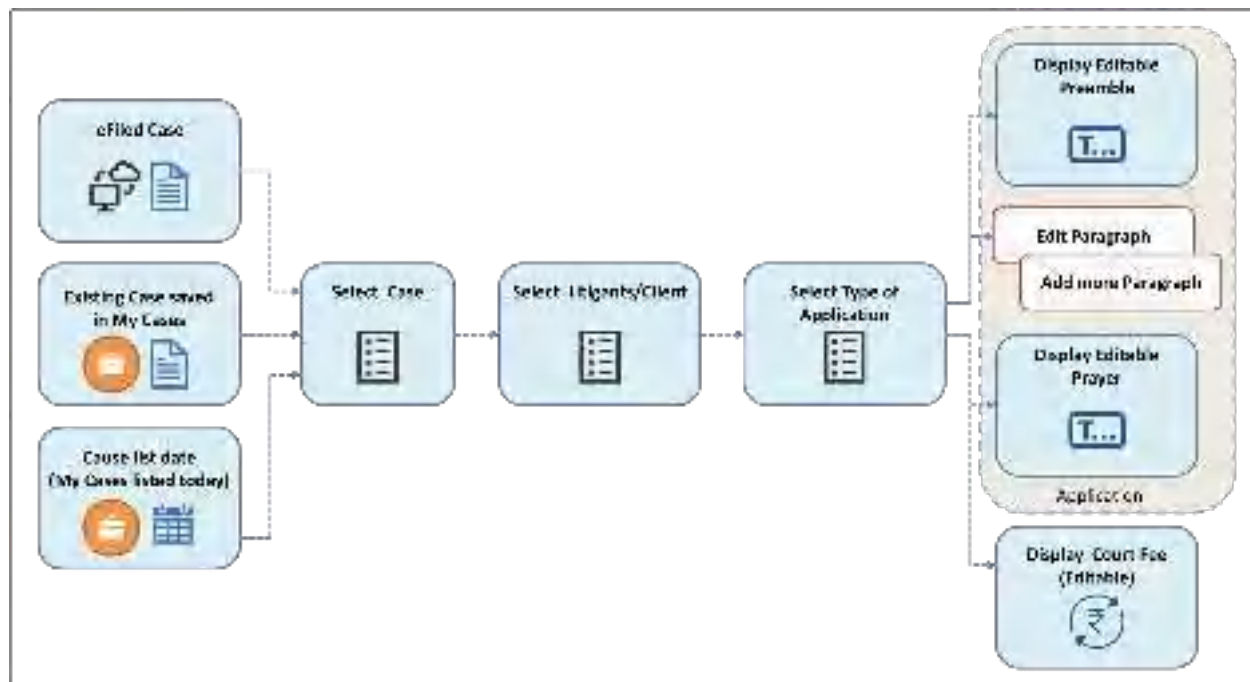 eFiled Case
Existing Case saved
in My Cases
Cause list date
(My Cases listed today)
Select Case
Select Litigants/Client
Select Type of
Application
Display Editable
Preamble
T...
Edit Paragraph
Add more Paragraph
Display Editable
Prayer
T...
Application
Display Court Fee
(Editable)
₹